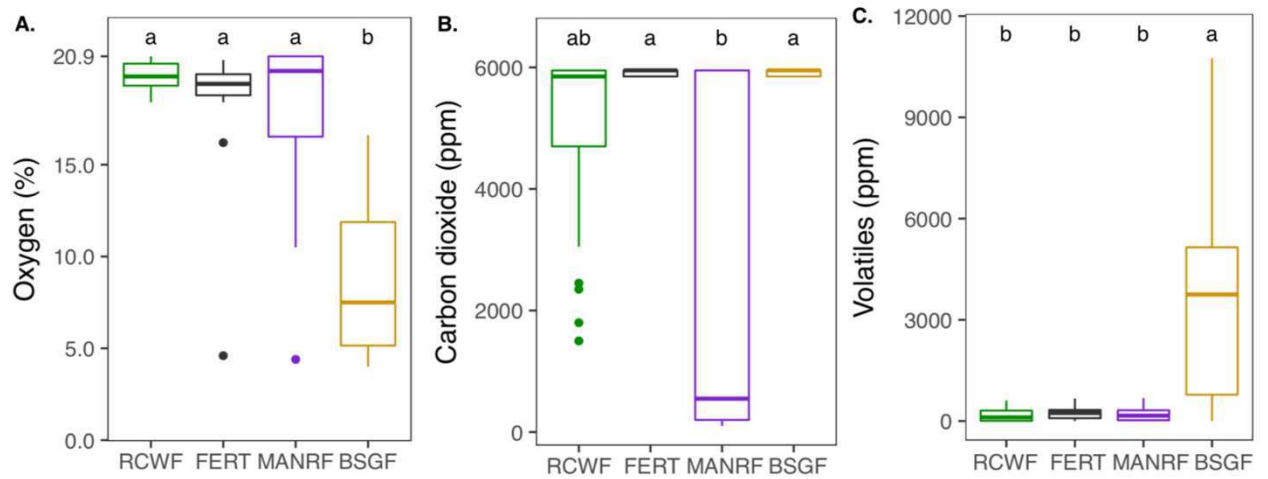 A.
a a a b
20.9
15.0
10.0
5.0
0.0
Oxygen (%)
RCWF FERT MANRF BSGF
B.
ab a b a
6000
4000
2000
0
Carbon dioxide (ppm)
RCWF FERT MANRF BSGF
C.
b b b a
12000
9000
6000
3000
0
Volatiles (ppm)
RCWF FERT MANRF BSGF